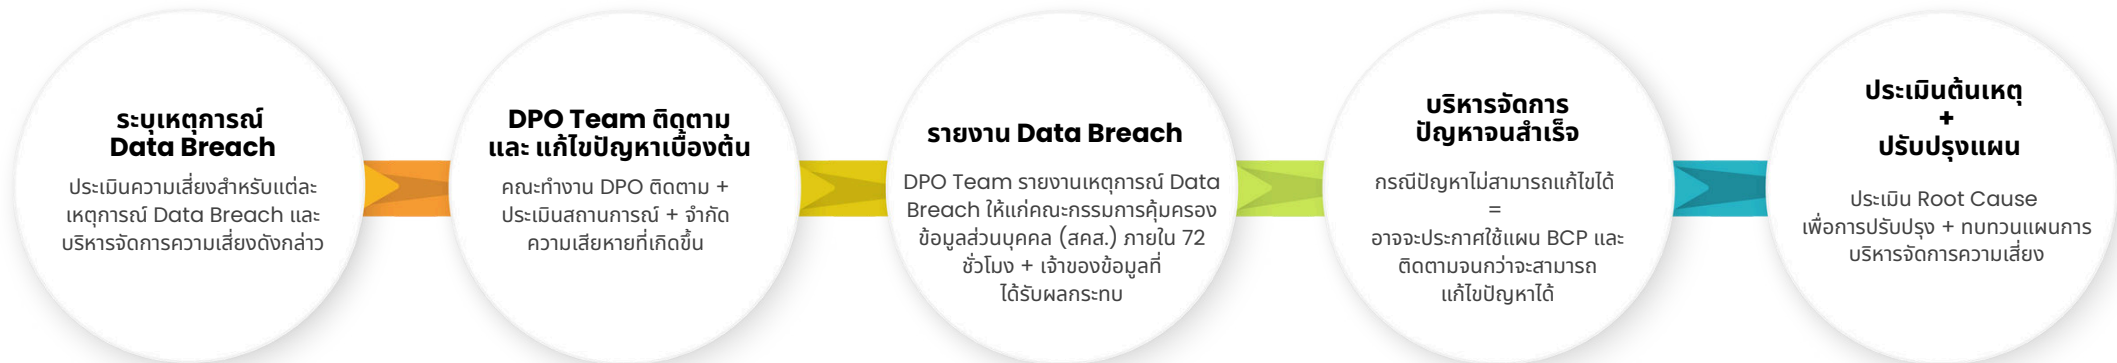 ระบุเหตุการณ์
Data Breach
ประเมินความเสี่ยงสำหรับแต่ละ
เหตุการณ์ Data Breach และ
บริหารจัดการความเสี่ยงดังกล่าว
DPO Team ติดตาม
และ แก้ไขปัญหาเบื้องต้น
คณะทำงาน DPO ติดตาม +
ประเมินสถานการณ์ + จำกัด
ความเสียหายที่เกิดขึ้น
รายงาน Data Breach
DPO Team รายงานเหตุการณ์ Data
Breach ให้แก่คณะกรรมการคุ้มครอง
ข้อมูลส่วนบุคคล (สคส.) ภายใน 72
ชั่วโมง + เจ้าของข้อมูลที่
ได้รับผลกระทบ
บริหารจัดการ
ปัญหาจนสำเร็จ
กรณีปัญหาไม่สามารถแก้ไขได้
=
อาจจะประกาศใช้แผน BCP และ
ติดตามจนกว่าจะสามารถ
แก้ไขปัญหาได้
ประเมินต้นเหตุ
+
ปรับปรุงแผน
ประเมิน Root Cause
เพื่อการปรับปรุง + ทบทวนแผนการ
บริหารจัดการความเสี่ยง